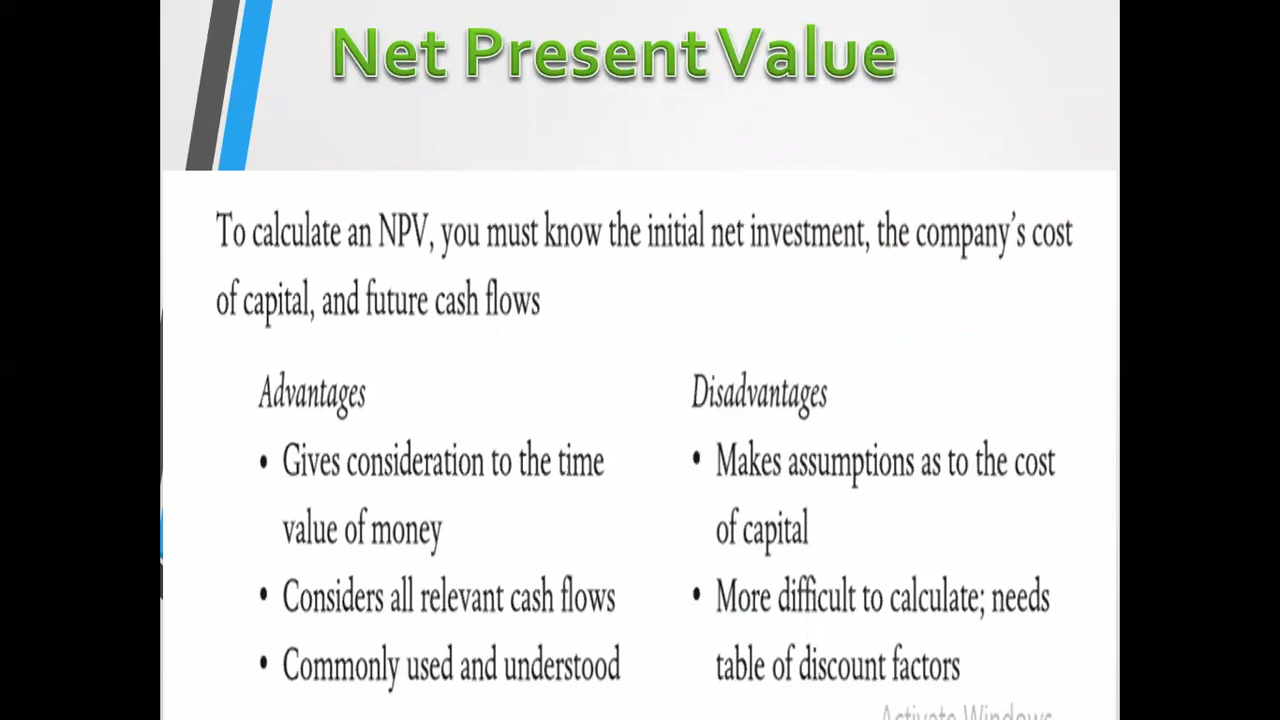 Net Present Value
To calculate an NPV, you must know the initial net investment, the company's cost
of capital, and future cash flows
Advantages
• Gives consideration to the time
value of money
• Considers all relevant cash flows
• Commonly used and understood
Disadvantages
• Makes assumptions as to the cost
of capital
• More difficult to calculate; needs
table of discount factors
Activate Windows